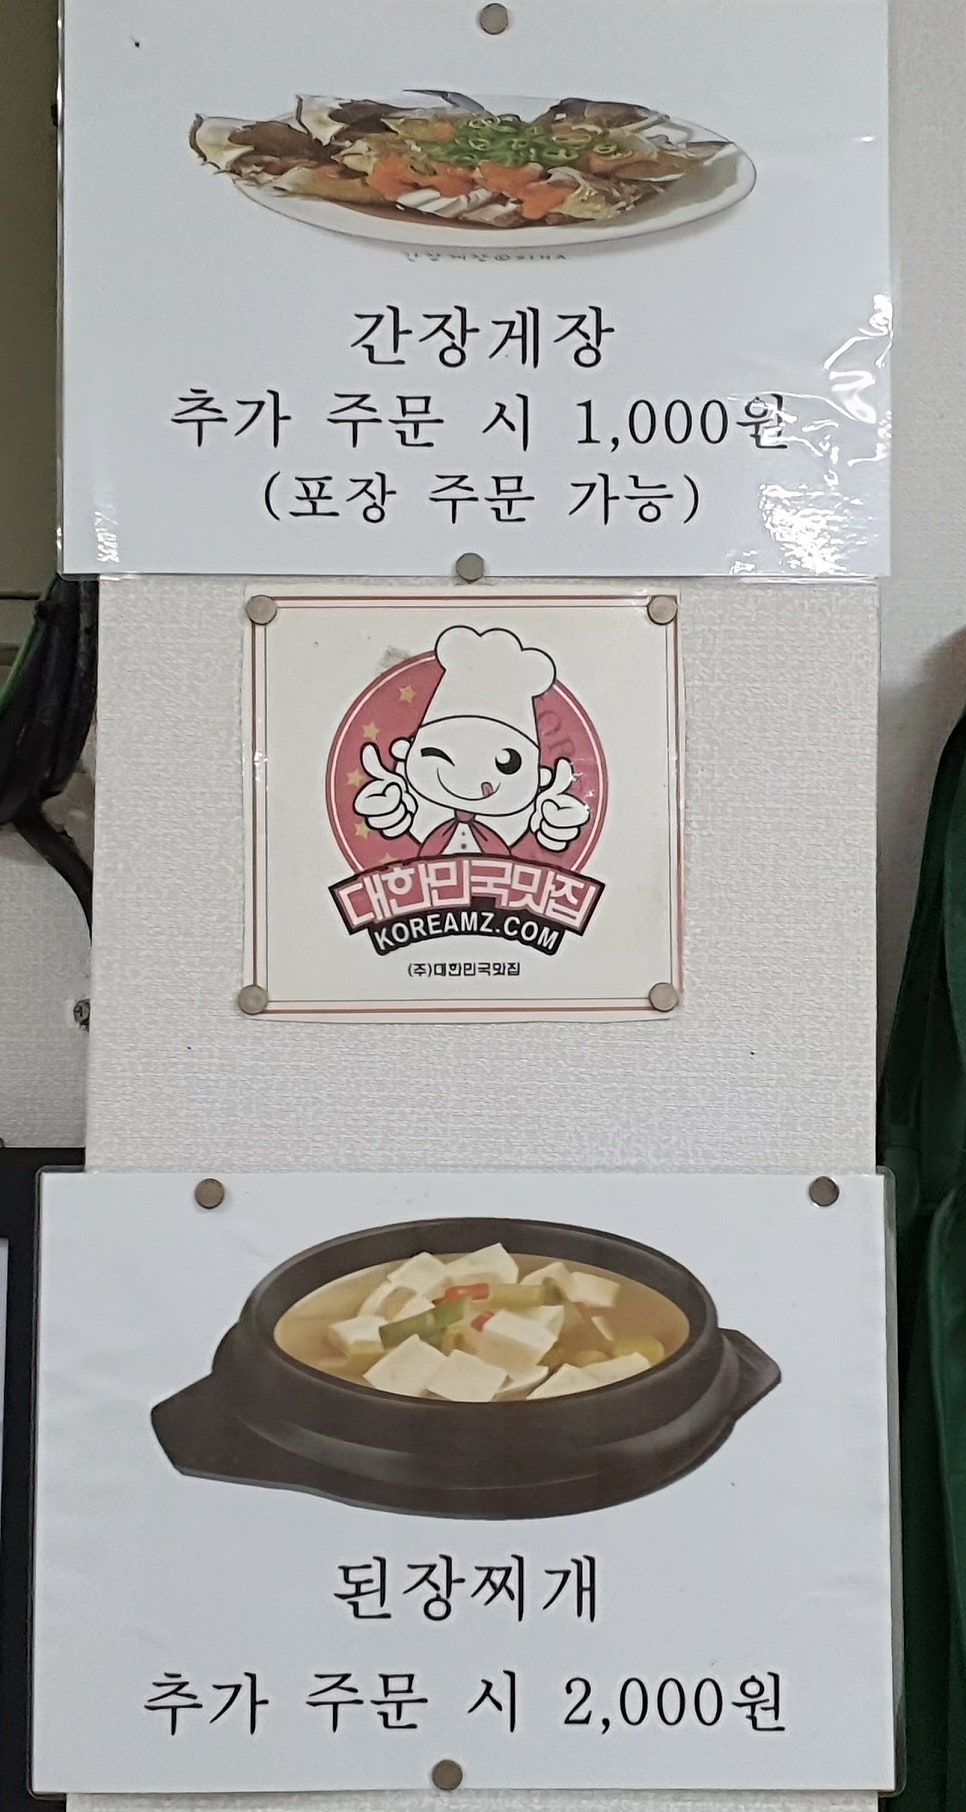 간장게장
추가 주문 시 1,000원
(포장 주문 가능)
대한민국맛집
KOREAMZ.COM
(주)대한민국맛집
된장찌개
추가 주문 시 2,000원